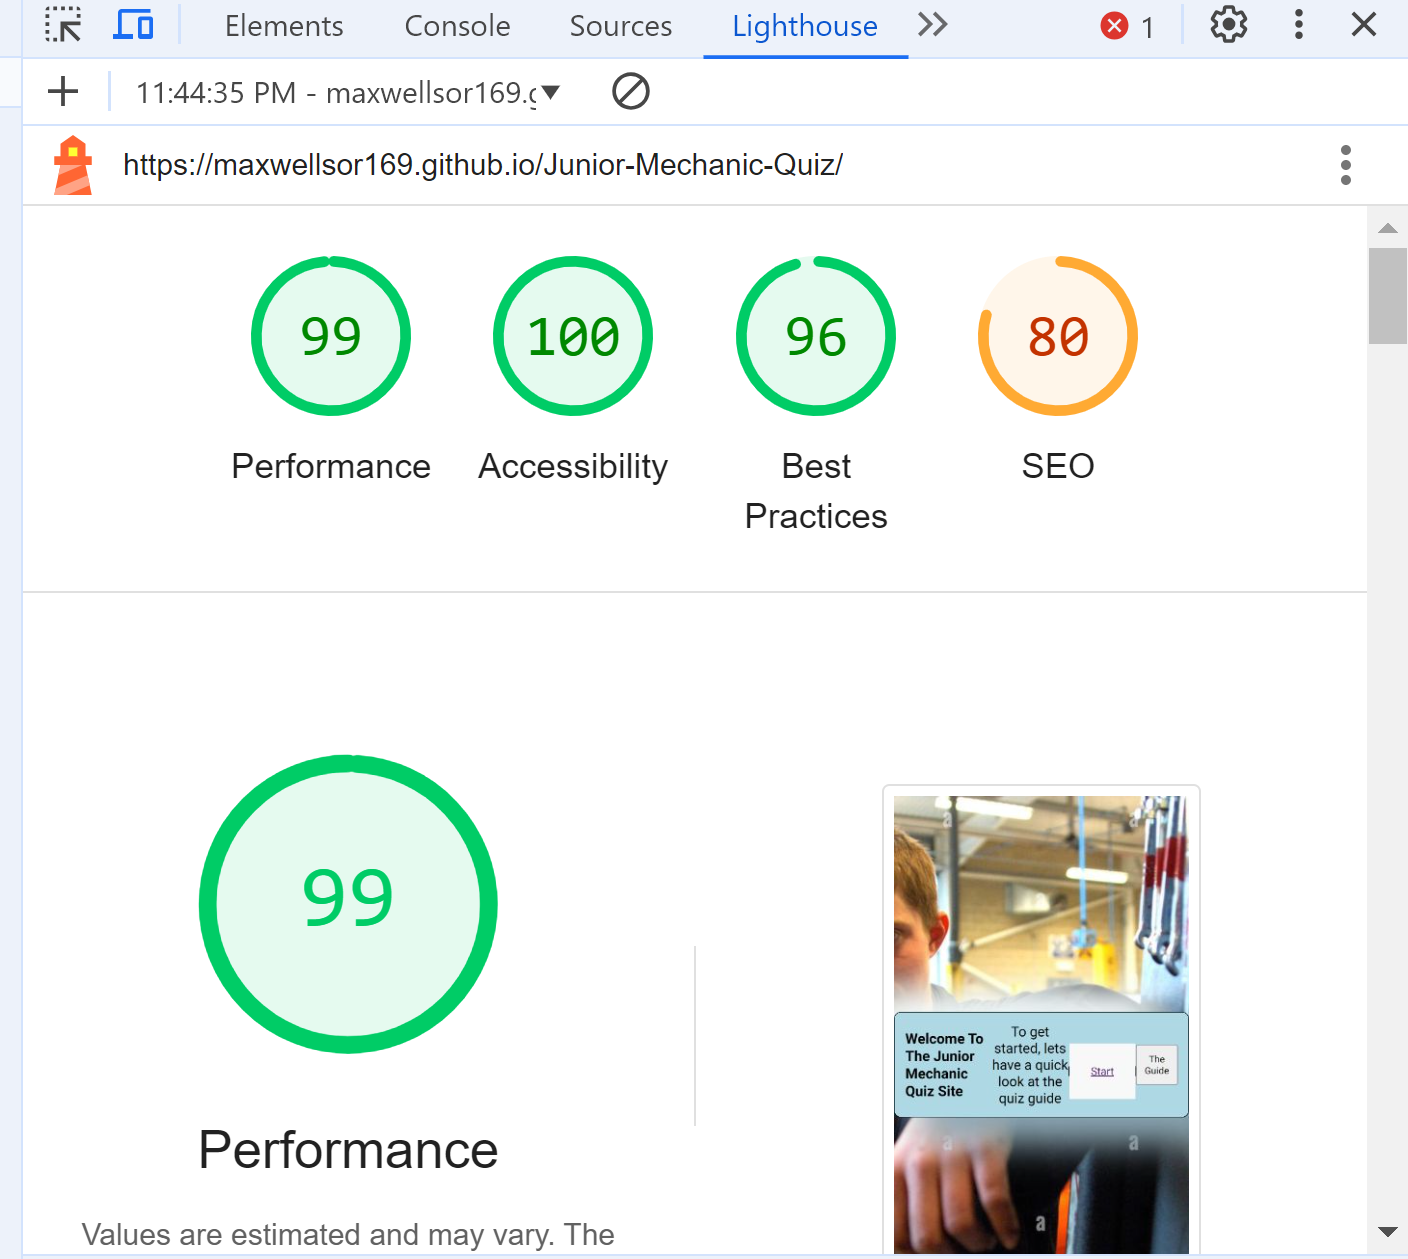 Elements Console Sources Lighthouse 1
11:44:35 PM - maxwellsor169.g
https://maxwellsor169.github.io/Junior-Mechanic-Quiz/
99 100 96 80
Performance Accessibility Best Practices SEO
99
Performance
Values are estimated and may vary. The
a
a
Welcome To
The Junior
Mechanic
Quiz Site
To get
started, lets
have a quick
look at the
quiz guide
Start
The
Guide
a
a
a